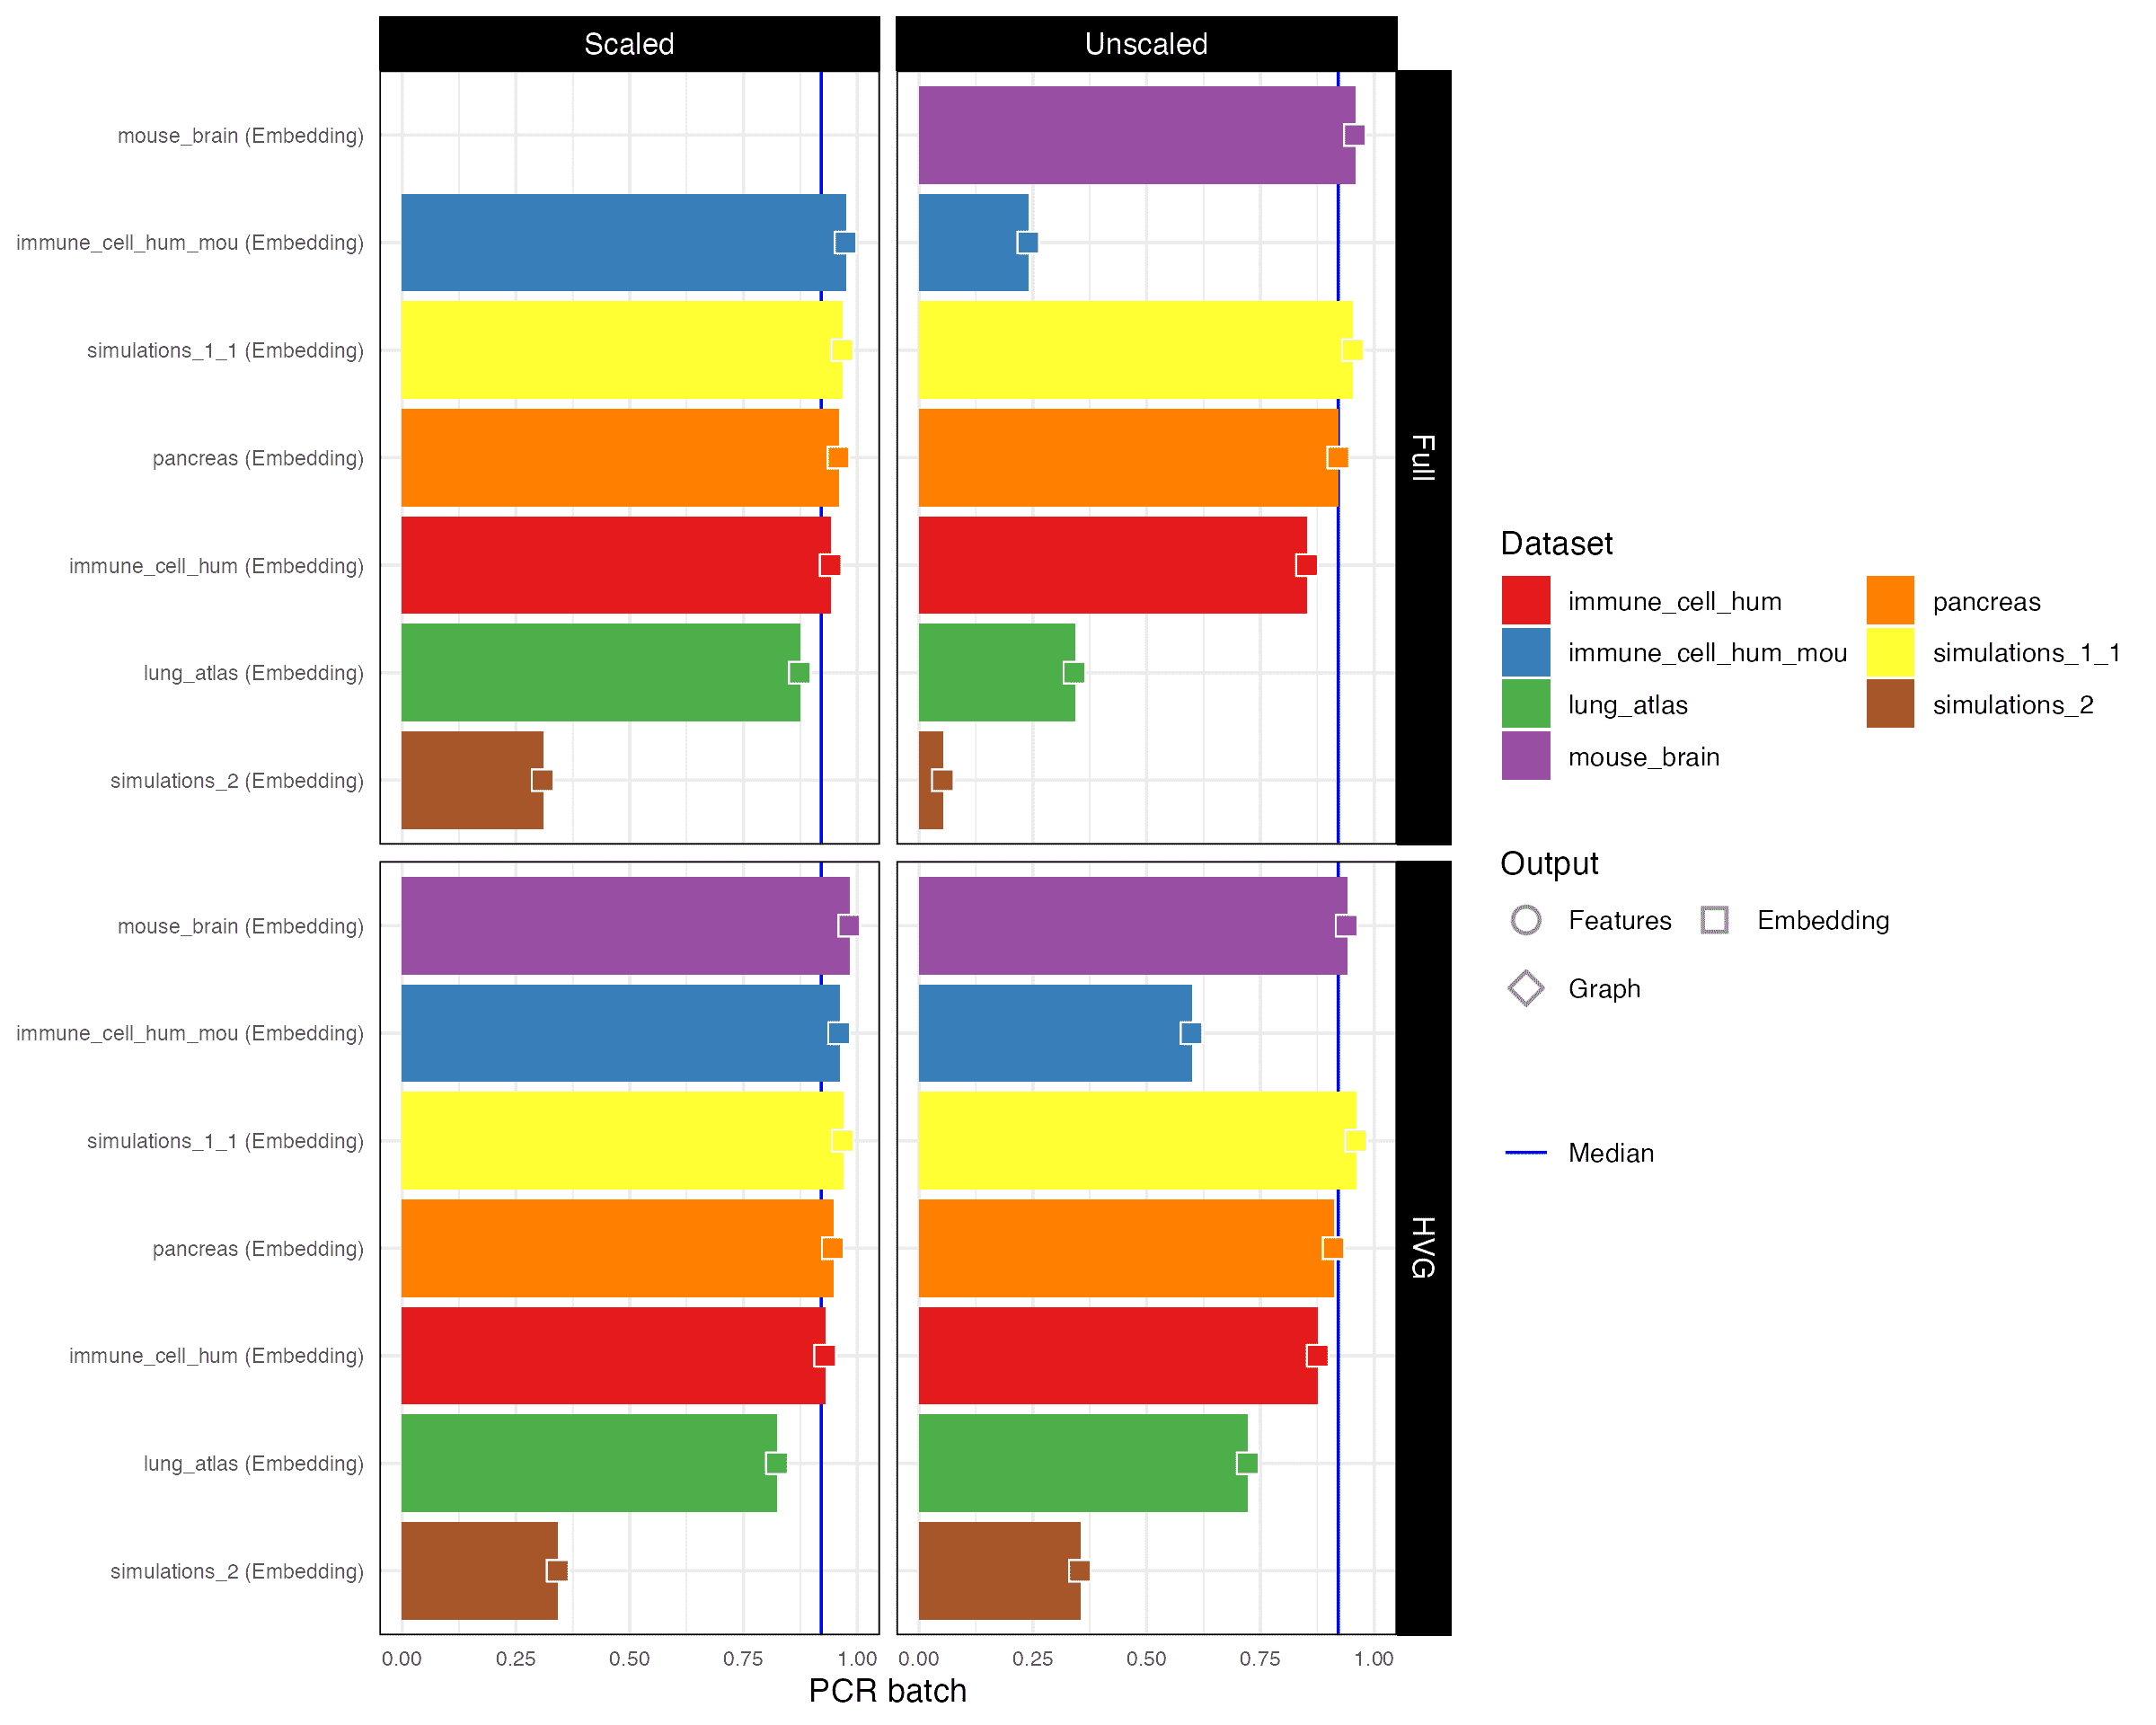 Scaled
Unscaled
mouse_brain (Embedding)
immune_cell_hum_mou (Embedding)
simulations_1_1 (Embedding)
pancreas (Embedding)
immune_cell_hum (Embedding)
lung_atlas (Embedding)
simulations_2 (Embedding)
Full
mouse_brain (Embedding)
immune_cell_hum_mou (Embedding)
simulations_1_1 (Embedding)
pancreas (Embedding)
immune_cell_hum (Embedding)
lung_atlas (Embedding)
simulations_2 (Embedding)
HVG
0.00 0.25 0.50 0.75 1.00
0.00 0.25 0.50 0.75 1.00
PCR batch
Dataset
immune_cell_hum
immune_cell_hum_mou
lung_atlas
mouse_brain
pancreas
simulations_1_1
simulations_2
Output
Features
Embedding
Graph
Median